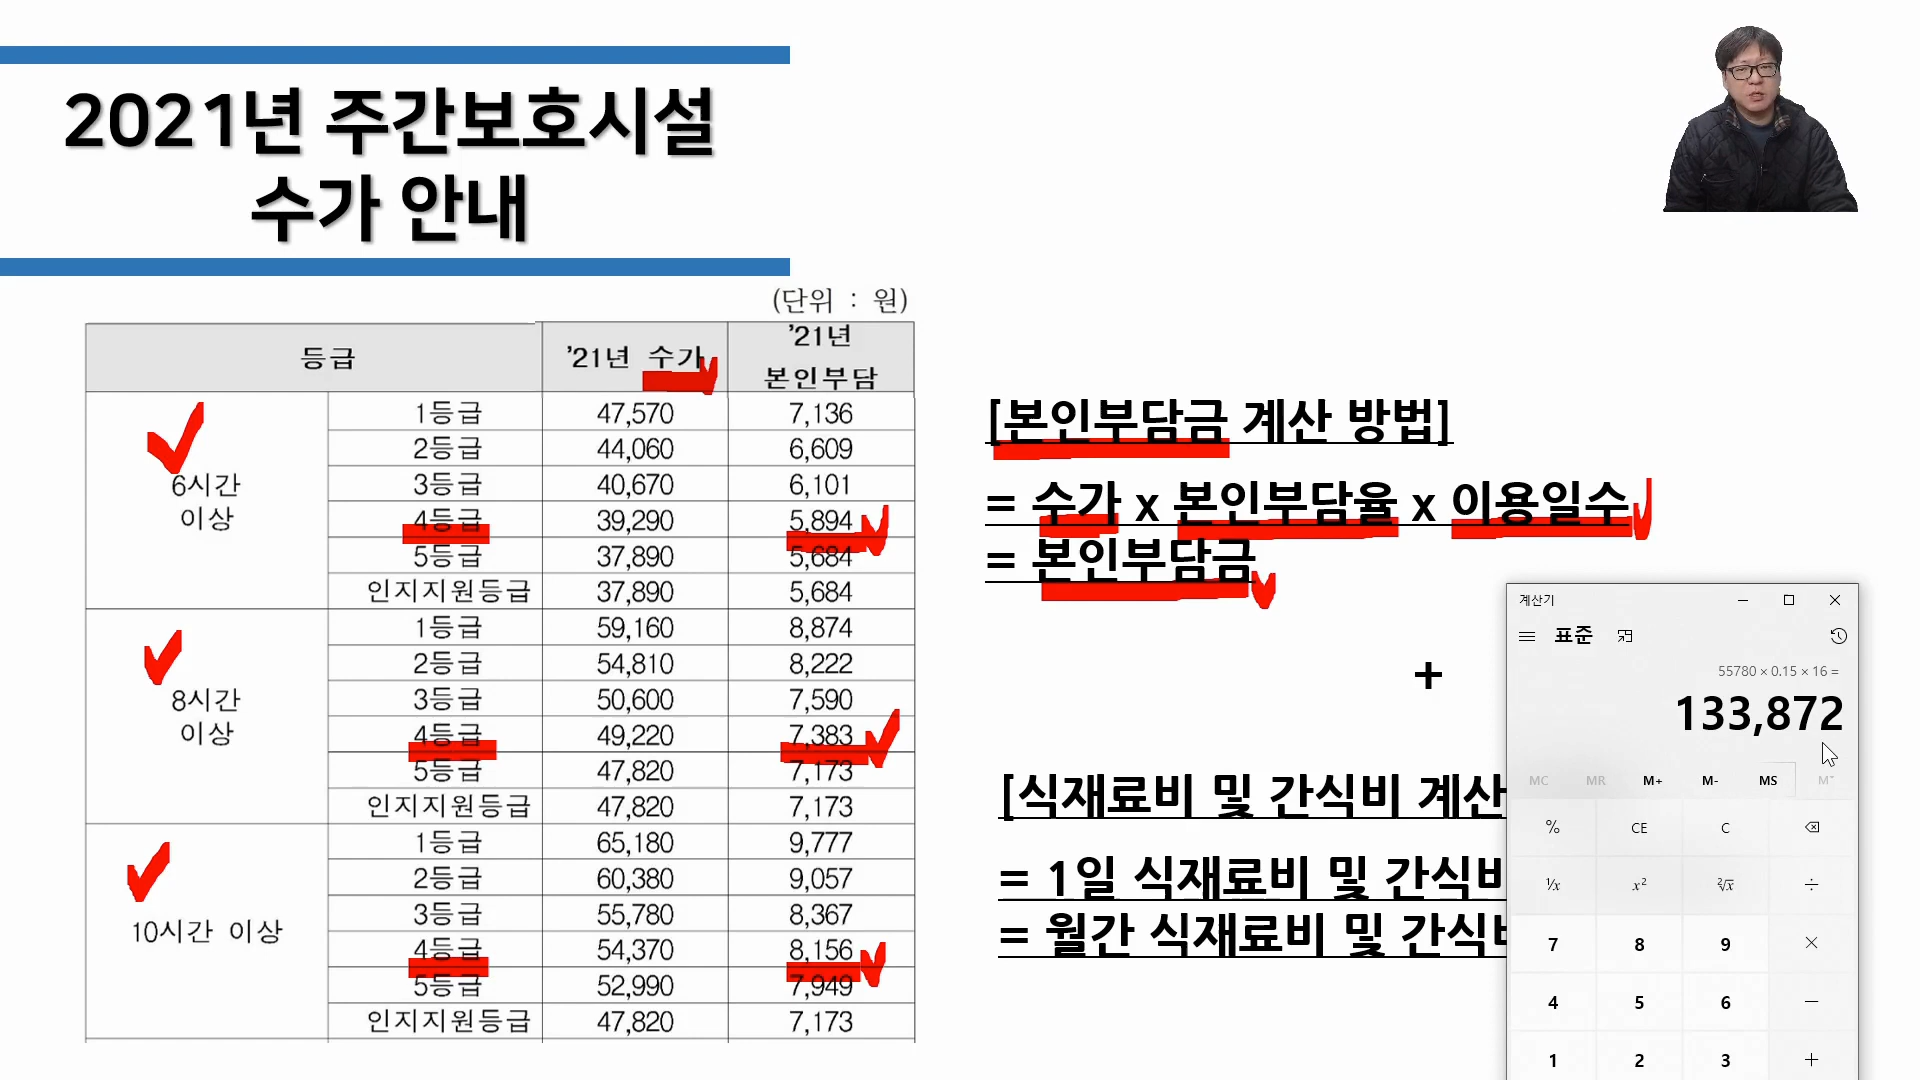 2021년 주간보호시설
수가 안내
(단위 : 원)
등급 '21년 수가 '21년 본인부담
6시간 이상
1등급 47,570 7,136
2등급 44,060 6,609
3등급 40,670 6,101
4등급 39,290 5,894
5등급 37,890 5,684
인지지원등급 37,890 5,684
8시간 이상
1등급 59,160 8,874
2등급 54,810 8,222
3등급 50,600 7,590
4등급 49,220 7,383
5등급 47,820 7,173
인지지원등급 47,820 7,173
10시간 이상
1등급 65,180 9,777
2등급 60,380 9,057
3등급 55,780 8,367
4등급 54,370 8,156
5등급 52,990 7,949
인지지원등급 47,820 7,173
[본인부담금 계산 방법]
= 수가 x 본인부담율 x 이용일수
= 본인부담금
+
[식재료비 및 간식비 계산
= 1일 식재료비 및 간식비
= 월간 식재료비 및 간식비
계산기
표준
55780 × 0.15 × 16 =
133,872
MC MR M+ M- MS M˅
% CE C
¹/x x² ²√x ÷
7 8 9 ×
4 5 6 −
1 2 3 +